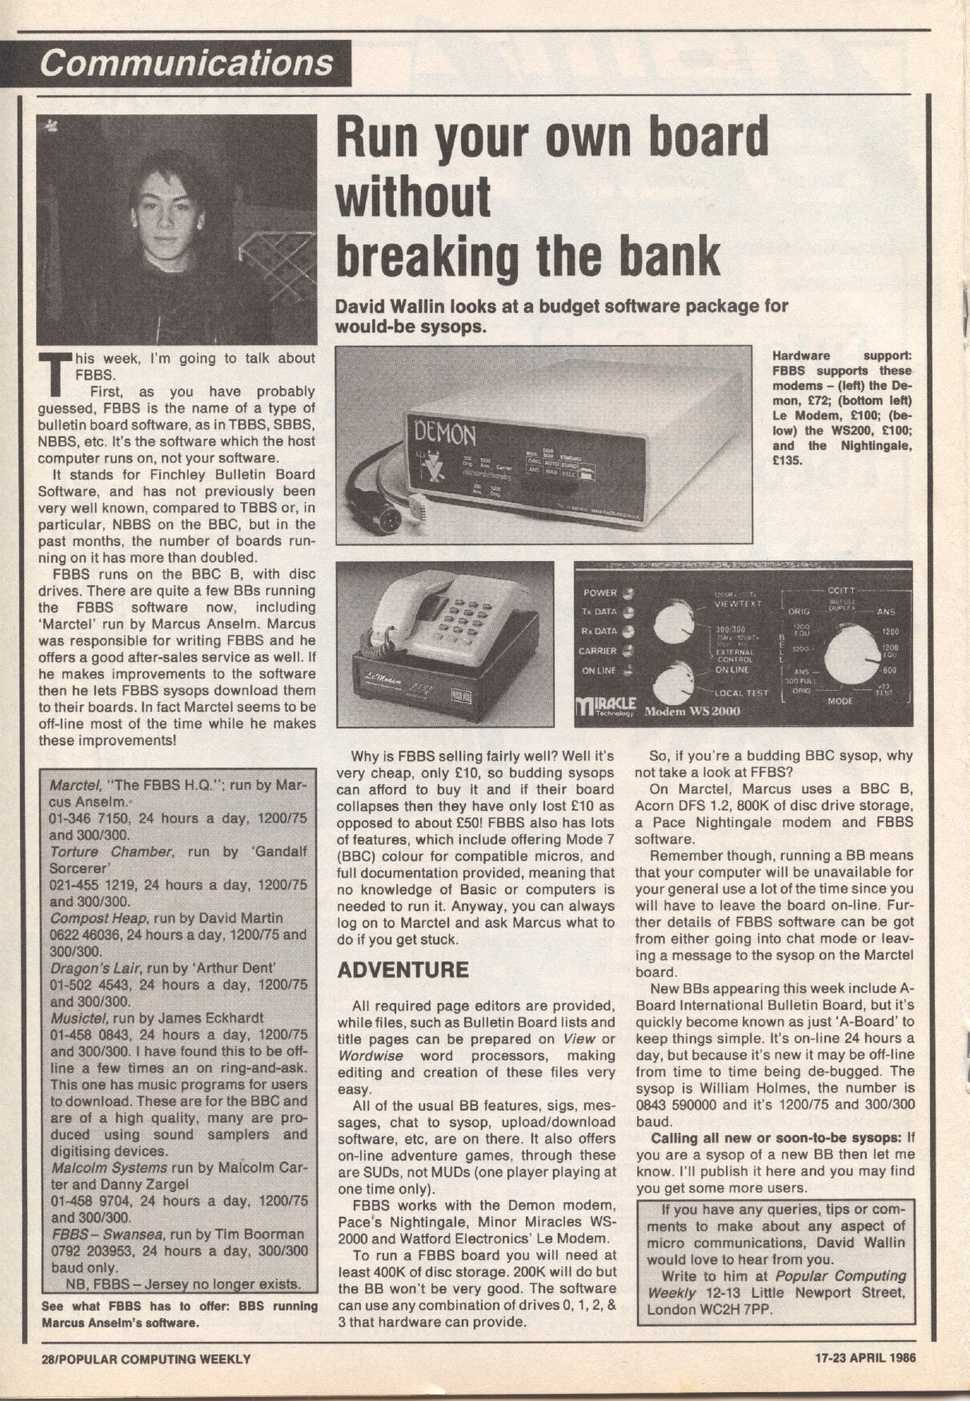 Communications
Run your own board
without
breaking the bank
David Wallin looks at a budget software package for
would-be sysops.
This week, I'm going to talk about
FBBS.
First, as you have probably
guessed, FBBS is the name of a type of
bulletin board software, as in TBBS, SBBS,
NBBS, etc. It's the software which the host
computer runs on, not your software.
It stands for Finchley Bulletin Board
Software, and has not previously been
very well known, compared to TBBS or, in
particular, NBBS on the BBC, but in the
past months, the number of boards run-
ning on it has more than doubled.
FBBS runs on the BBC B, with disc
drives. There are quite a few BBs running
the FBBS software now, including
'Marctel' run by Marcus Anselm. Marcus
was responsible for writing FBBS and he
offers a good after-sales service as well. If
he makes improvements to the software
then he lets FBBS sysops download them
to their boards. In fact Marctel seems to be
off-line most of the time while he makes
these improvements!
Marctel, "The FBBS H.Q."; run by Mar-
cus Anselm.
01-346 7150, 24 hours a day, 1200/75
and 300/300.
Torture Chamber, run by 'Gandalf
Sorcerer'
021-455 1219, 24 hours a day, 1200/75
and 300/300.
Compost Heap, run by David Martin
0622 46036, 24 hours a day, 1200/75 and
300/300.
Dragon's Lair, run by 'Arthur Dent'
01-502 4543, 24 hours a day, 1200/75
and 300/300.
Musictel, run by James Eckhardt
01-458 0843, 24 hours a day, 1200/75
and 300/300. I have found this to be off-
line a few times an on ring-and-ask.
This one has music programs for users
to download. These are for the BBC and
are of a high quality, many are pro-
duced using sound samplers and
digitising devices.
Malcolm Systems run by Malcolm Car-
ter and Danny Zargel
01-458 9704, 24 hours a day, 1200/75
and 300/300.
FBBS – Swansea, run by Tim Boorman
0792 203953, 24 hours a day, 300/300
baud only.
NB, FBBS – Jersey no longer exists.
See what FBBS has to offer: BBS running
Marcus Anselm's software.
DEMON
Hardware support:
FBBS supports these
modems – (left) the De-
mon, £72; (bottom left)
Le Modem, £100; (be-
low) the WS200, £100;
and the Nightingale,
£135.
Le Modem
POWER
Tx DATA
Rx DATA
CARRIER
ON LINE
VIEWTEXT
300/300
EXTERNAL
CONTROL
ON LINE
LOCAL TEST
BELL
CCITT
ORIG
ANS
1200
EQU
1200
ANS
300 FULL
ORIG
1200
1200
EQU
600
TEST
MODE
MIRACLE
Technology
Modem WS 2000
Why is FBBS selling fairly well? Well it's
very cheap, only £10, so budding sysops
can afford to buy it and if their board
collapses then they have only lost £10 as
opposed to about £50! FBBS also has lots
of features, which include offering Mode 7
(BBC) colour for compatible micros, and
full documentation provided, meaning that
no knowledge of Basic or computers is
needed to run it. Anyway, you can always
log on to Marctel and ask Marcus what to
do if you get stuck.
ADVENTURE
All required page editors are provided,
while files, such as Bulletin Board lists and
title pages can be prepared on View or
Wordwise word processors, making
editing and creation of these files very
easy.
All of the usual BB features, sigs, mes-
sages, chat to sysop, upload/download
software, etc, are on there. It also offers
on-line adventure games, through these
are SUDs, not MUDs (one player playing at
one time only).
FBBS works with the Demon modem,
Pace's Nightingale, Minor Miracles WS-
2000 and Watford Electronics' Le Modem.
To run a FBBS board you will need at
least 400K of disc storage. 200K will do but
the BB won't be very good. The software
can use any combination of drives 0, 1, 2, &
3 that hardware can provide.
So, if you're a budding BBC sysop, why
not take a look at FFBS?
On Marctel, Marcus uses a BBC B,
Acorn DFS 1.2, 800K of disc drive storage,
a Pace Nightingale modem and FBBS
software.
Remember though, running a BB means
that your computer will be unavailable for
your general use a lot of the time since you
will have to leave the board on-line. Fur-
ther details of FBBS software can be got
from either going into chat mode or leav-
ing a message to the sysop on the Marctel
board.
New BBs appearing this week include A-
Board International Bulletin Board, but it's
quickly become known as just 'A-Board' to
keep things simple. It's on-line 24 hours a
day, but because it's new it may be off-line
from time to time being de-bugged. The
sysop is William Holmes, the number is
0843 590000 and it's 1200/75 and 300/300
baud.
Calling all new or soon-to-be sysops: If
you are a sysop of a new BB then let me
know. I'll publish it here and you may find
you get some more users.
If you have any queries, tips or com-
ments to make about any aspect of
micro communications, David Wallin
would love to hear from you.
Write to him at Popular Computing
Weekly 12-13 Little Newport Street,
London WC2H 7PP.
28/POPULAR COMPUTING WEEKLY
17-23 APRIL 1986